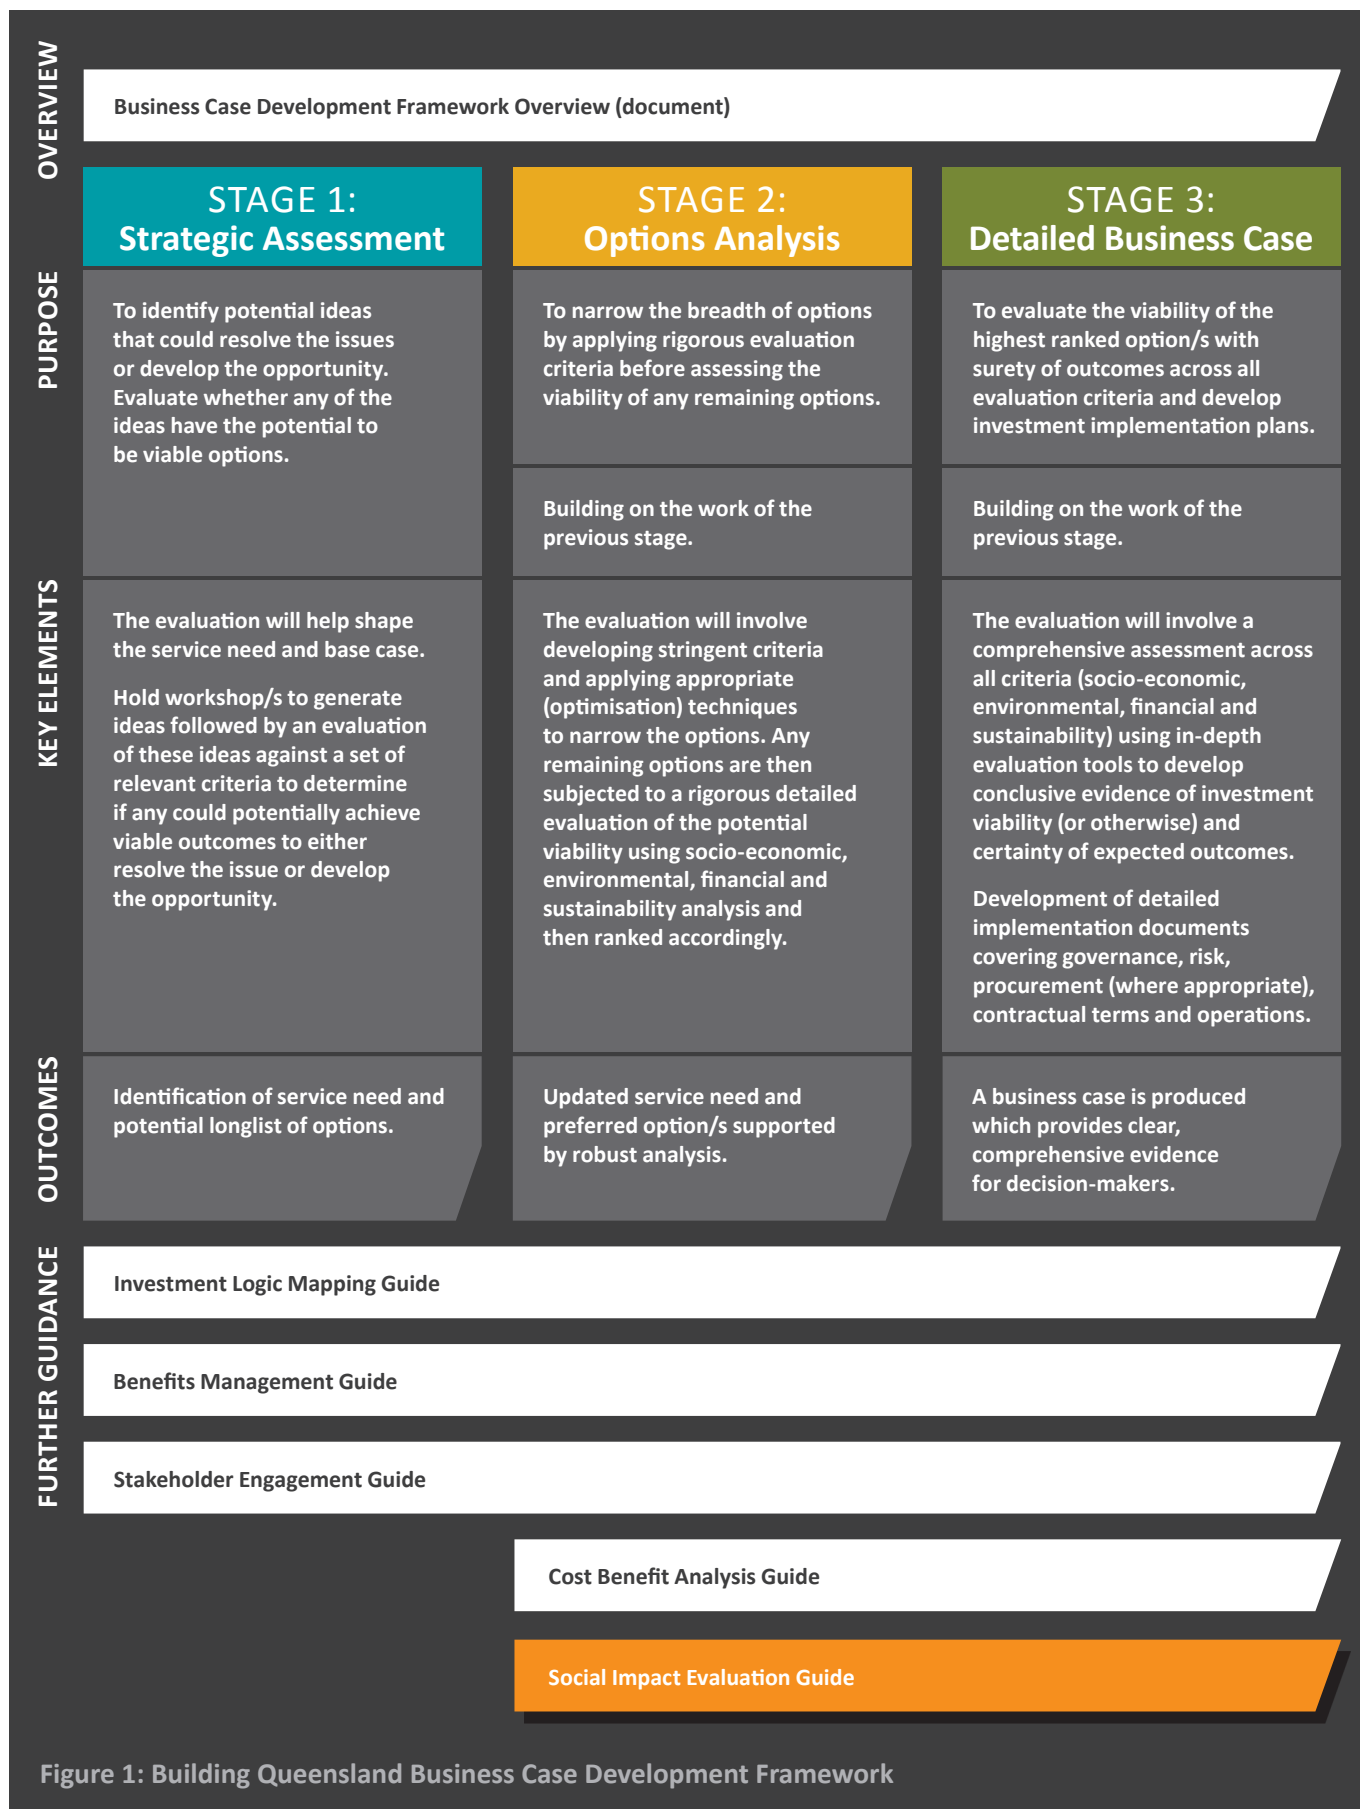 OVERVIEW
Business Case Development Framework Overview (document)
STAGE 1:
Strategic Assessment
STAGE 2:
Options Analysis
STAGE 3:
Detailed Business Case
PURPOSE
To identify potential ideas
that could resolve the issues
or develop the opportunity.
Evaluate whether any of the
ideas have the potential to
be viable options.
To narrow the breadth of options
by applying rigorous evaluation
criteria before assessing the
viability of any remaining options.
Building on the work of the
previous stage.
To evaluate the viability of the
highest ranked option/s with
surety of outcomes across all
evaluation criteria and develop
investment implementation plans.
Building on the work of the
previous stage.
KEY ELEMENTS
The evaluation will help shape
the service need and base case.
Hold workshop/s to generate
ideas followed by an evaluation
of these ideas against a set of
relevant criteria to determine
if any could potentially achieve
viable outcomes to either
resolve the issue or develop
the opportunity.
The evaluation will involve
developing stringent criteria
and applying appropriate
(optimisation) techniques
to narrow the options. Any
remaining options are then
subjected to a rigorous detailed
evaluation of the potential
viability using socio-economic,
environmental, financial and
sustainability analysis and
then ranked accordingly.
The evaluation will involve a
comprehensive assessment across
all criteria (socio-economic,
environmental, financial and
sustainability) using in-depth
evaluation tools to develop
conclusive evidence of investment
viability (or otherwise) and
certainty of expected outcomes.
Development of detailed
implementation documents
covering governance, risk,
procurement (where appropriate),
contractual terms and operations.
OUTCOMES
Identification of service need and
potential longlist of options.
Updated service need and
preferred option/s supported
by robust analysis.
A business case is produced
which provides clear,
comprehensive evidence
for decision-makers.
FURTHER GUIDANCE
Investment Logic Mapping Guide
Benefits Management Guide
Stakeholder Engagement Guide
Cost Benefit Analysis Guide
Social Impact Evaluation Guide
Figure 1: Building Queensland Business Case Development Framework